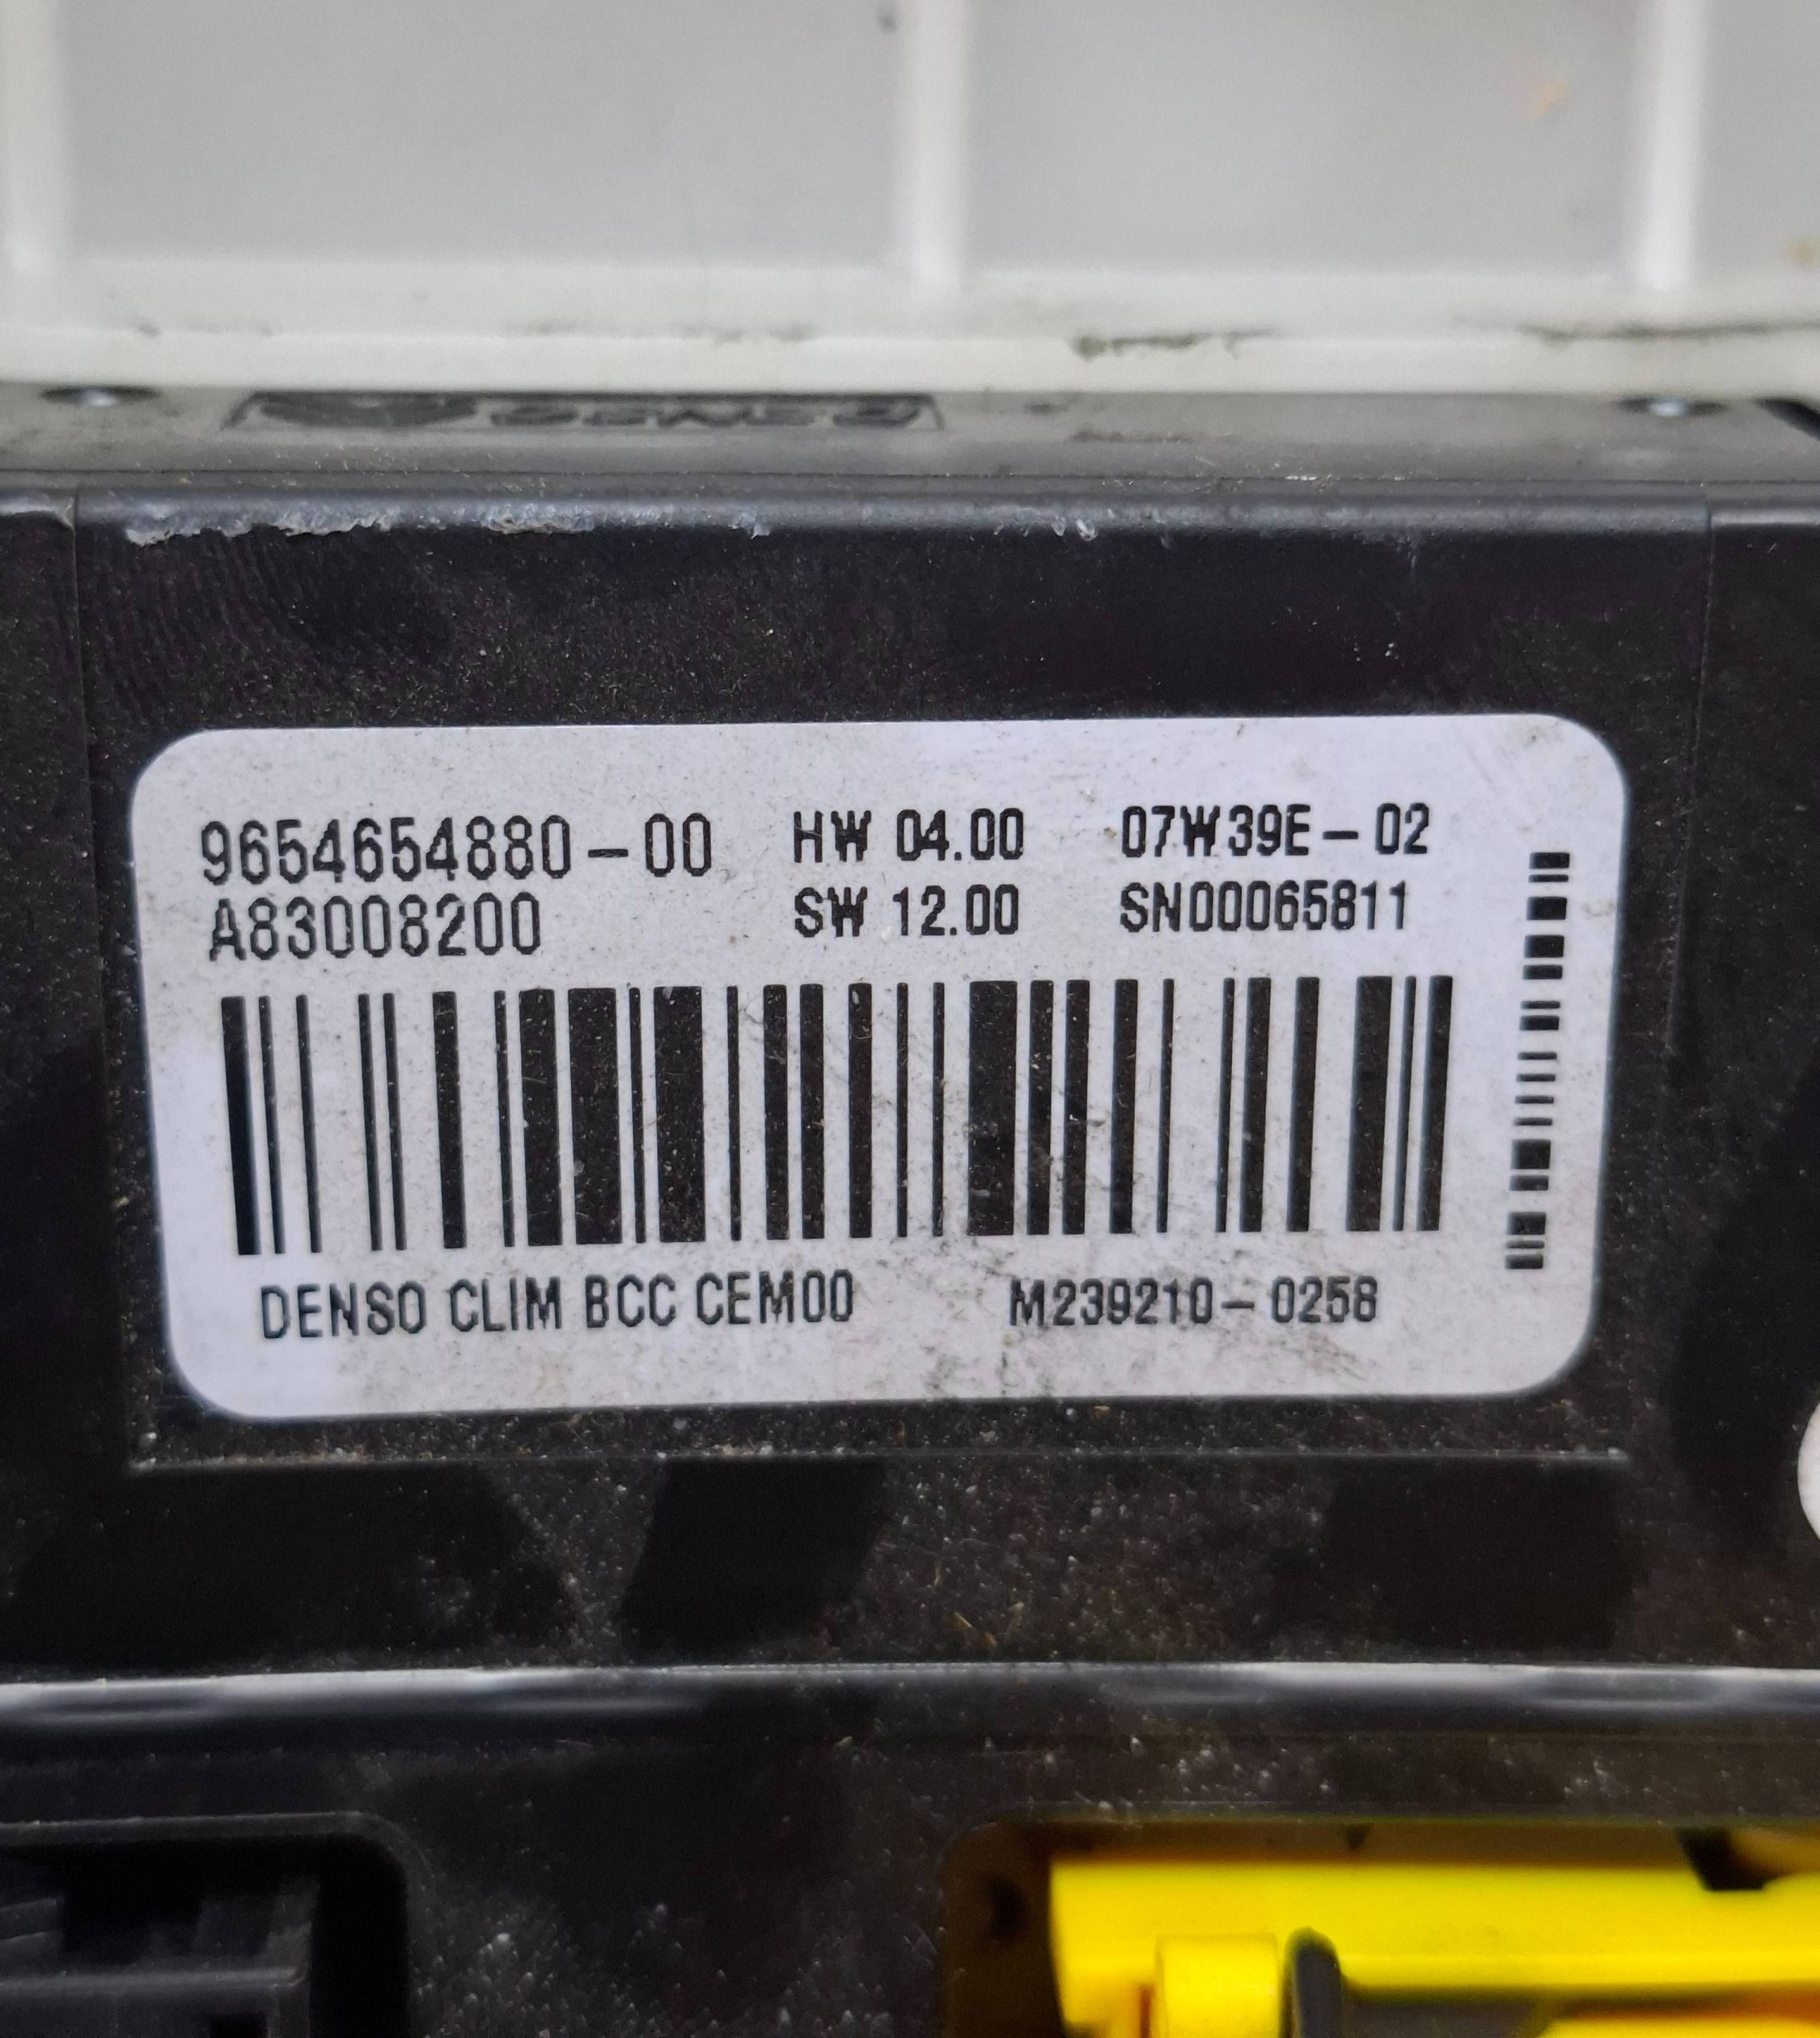 9654654880-00 HW 04.00 07W39E-02
A83008200 SW 12.00 SN00065811
DENSO CLIM BCC CEM00 M239210-0258